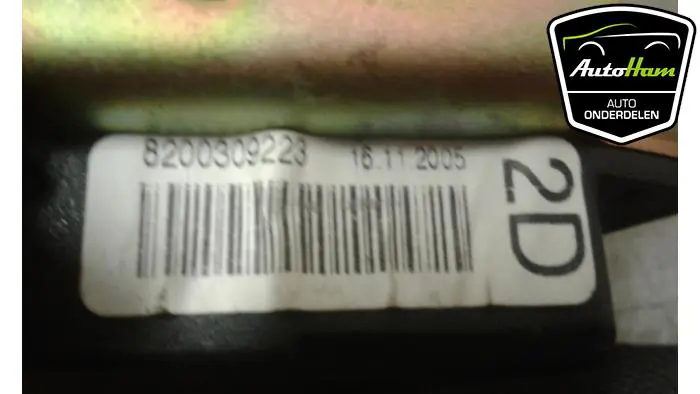 8200309223 16.11.2005
2D
AutoHam
AUTO
ONDERDELEN